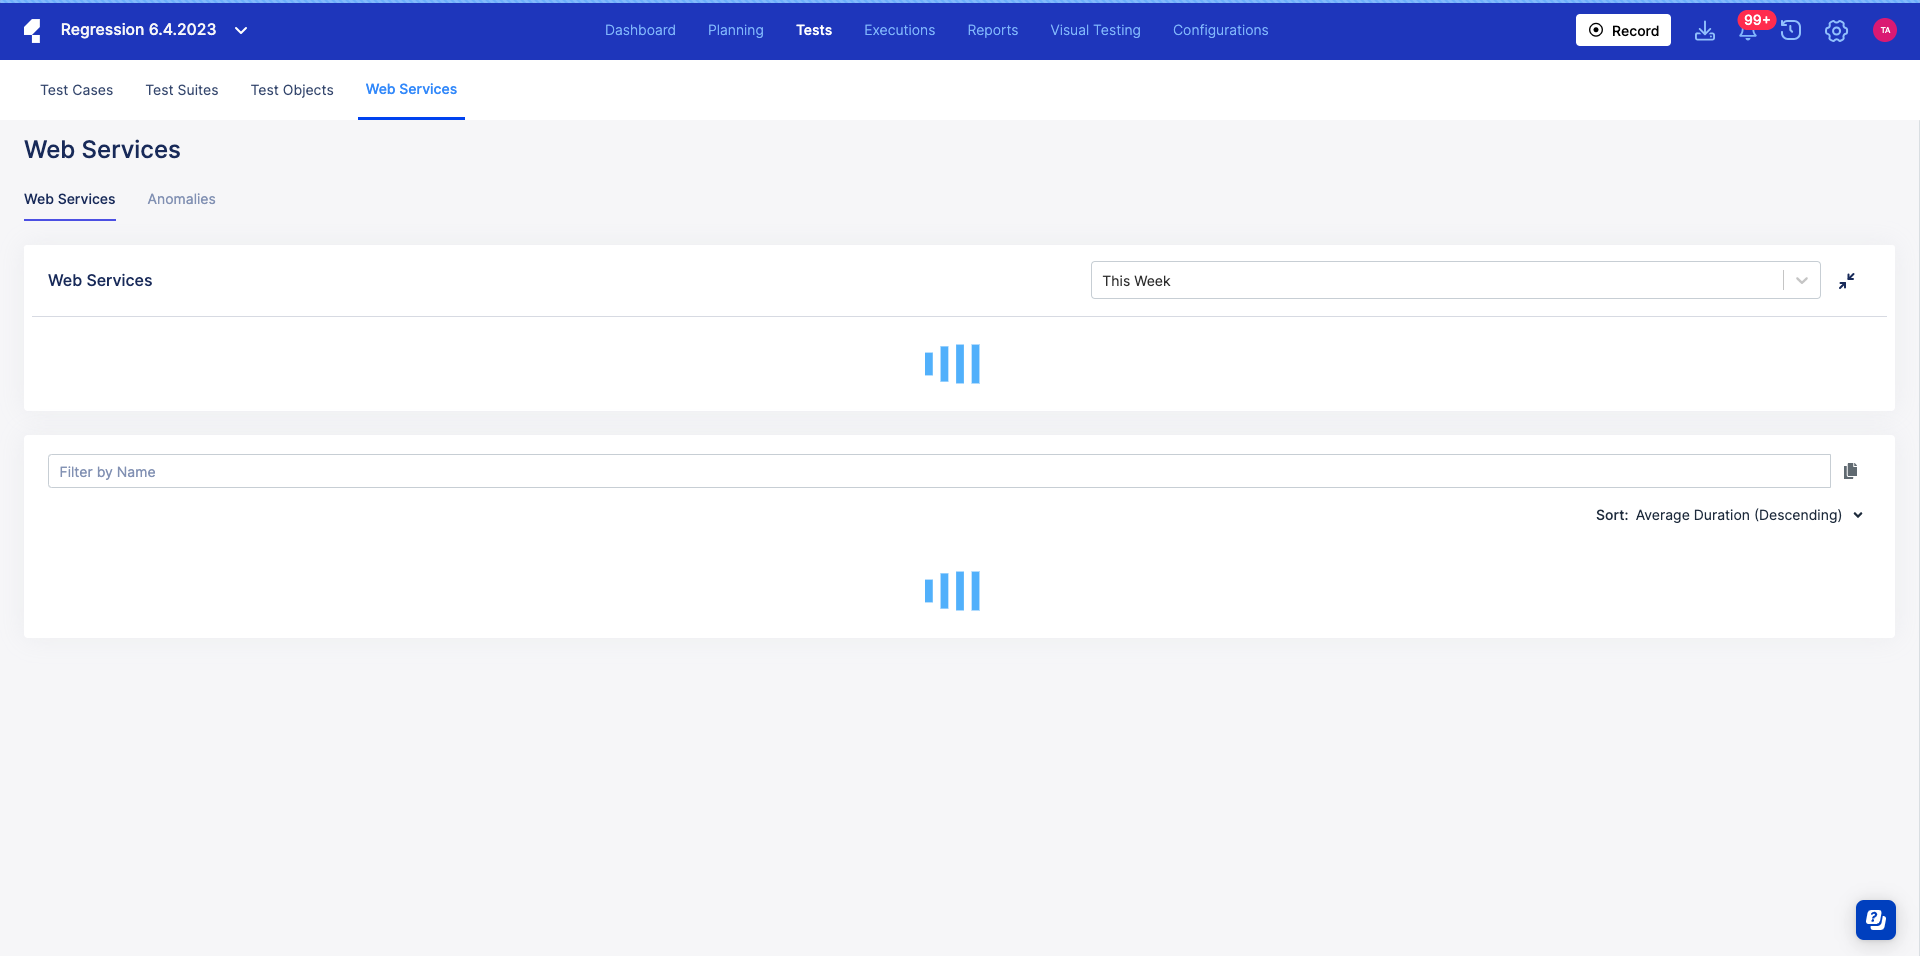 Regression 6.4.2023
Dashboard
Planning
Tests
Executions
Reports
Visual Testing
Configurations
Record
99+
TA
Test Cases
Test Suites
Test Objects
Web Services
Web Services
Web Services
Anomalies
Web Services
This Week
Filter by Name
Sort: Average Duration (Descending)
?